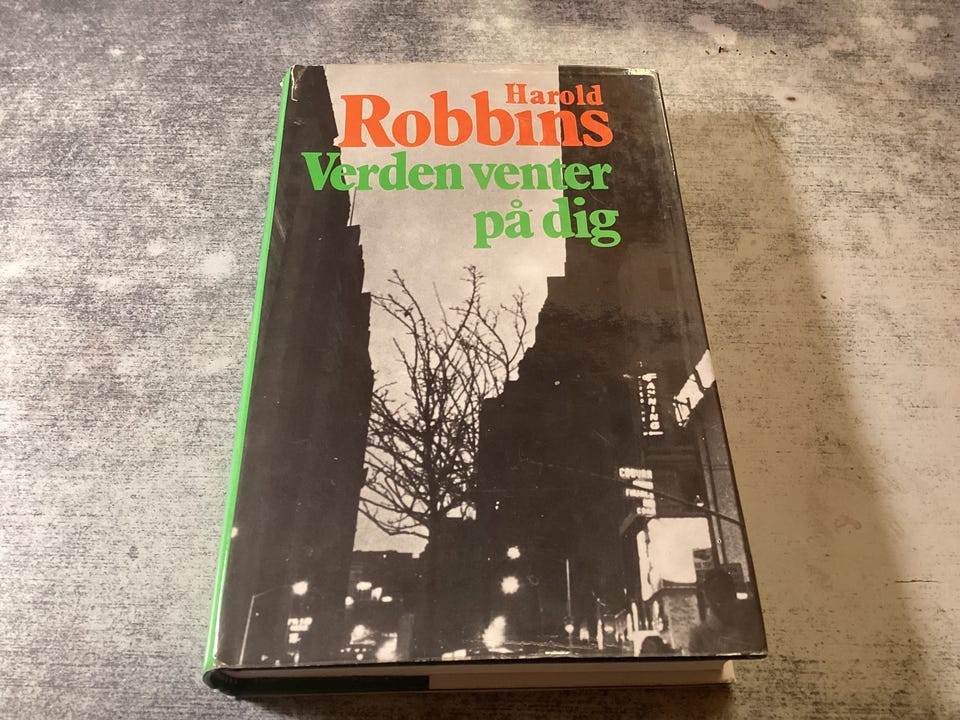 Harold
Robbins
Verden venter
på dig